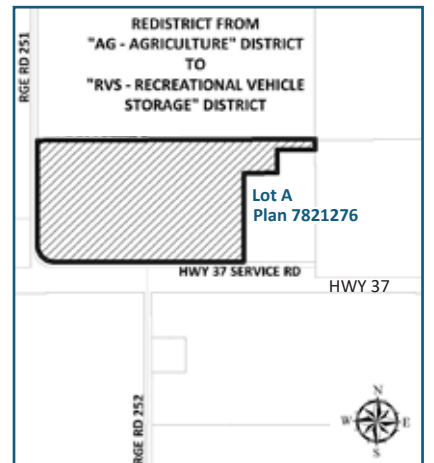 REDISTRICT FROM
"AG - AGRICULTURE" DISTRICT
TO
"RVS - RECREATIONAL VEHICLE
STORAGE" DISTRICT
RGE RD 251
Lot A
Plan 7821276
HWY 37 SERVICE RD
HWY 37
RGE RD 252
N
W
E
S